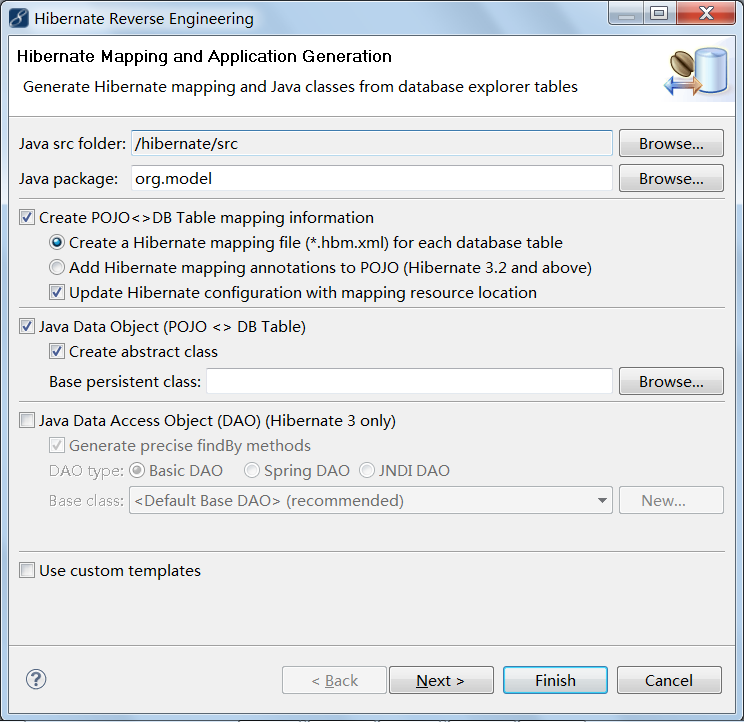 Hibernate Reverse Engineering
Hibernate Mapping and Application Generation
Generate Hibernate mapping and Java classes from database explorer tables
Java src folder: /hibernate/src Browse...
Java package: org.model Browse...
Create POJO<>DB Table mapping information
Create a Hibernate mapping file (*.hbm.xml) for each database table
Add Hibernate mapping annotations to POJO (Hibernate 3.2 and above)
Update Hibernate configuration with mapping resource location
Java Data Object (POJO <> DB Table)
Create abstract class
Base persistent class: Browse...
Java Data Access Object (DAO) (Hibernate 3 only)
Generate precise findBy methods
DAO type: Basic DAO Spring DAO JNDI DAO
Base class: <Default Base DAO> (recommended) New...
Use custom templates
? < Back Next > Finish Cancel